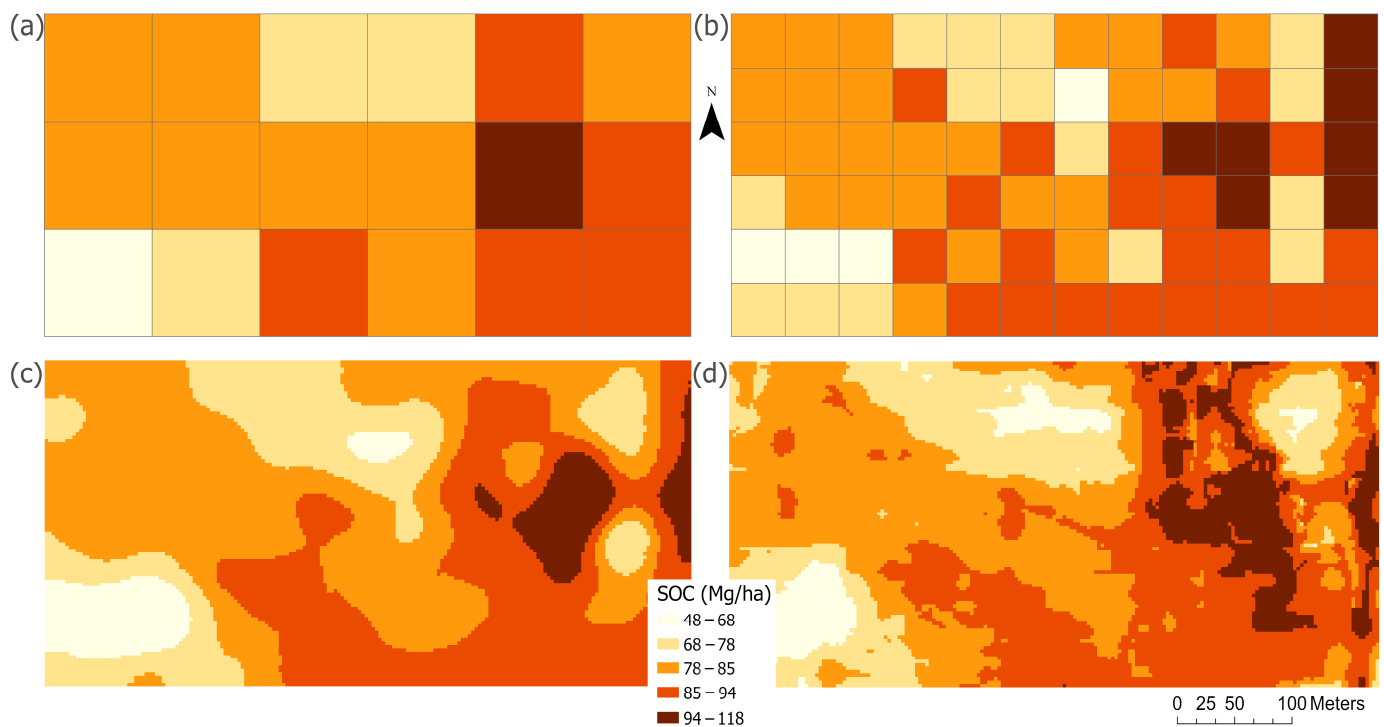 (a)
(b)
N
(c)
(d)
SOC (Mg/ha)
48 – 68
68 – 78
78 – 85
85 – 94
94 – 118
0 25 50 100 Meters